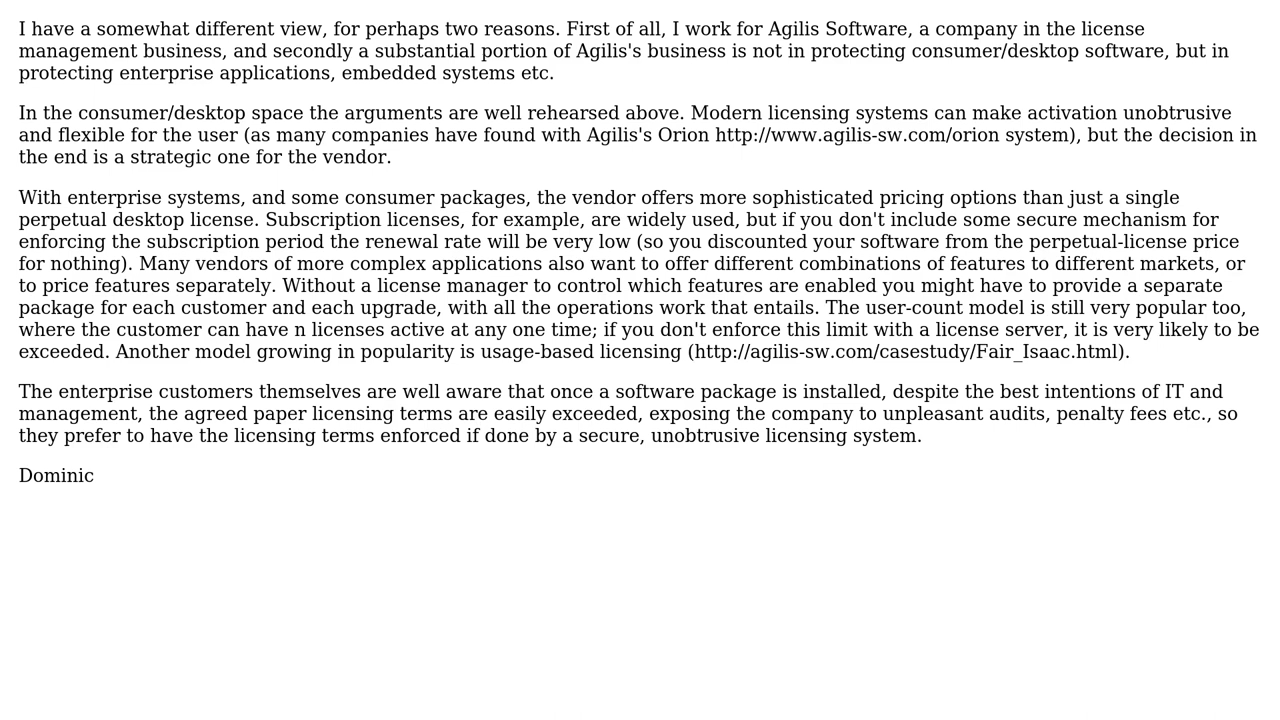 I have a somewhat different view, for perhaps two reasons. First of all, I work for Agilis Software, a company in the license
management business, and secondly a substantial portion of Agilis's business is not in protecting consumer/desktop software, but in
protecting enterprise applications, embedded systems etc.
In the consumer/desktop space the arguments are well rehearsed above. Modern licensing systems can make activation unobtrusive
and flexible for the user (as many companies have found with Agilis's Orion http://www.agilis-sw.com/orion system), but the decision in
the end is a strategic one for the vendor.
With enterprise systems, and some consumer packages, the vendor offers more sophisticated pricing options than just a single
perpetual desktop license. Subscription licenses, for example, are widely used, but if you don't include some secure mechanism for
enforcing the subscription period the renewal rate will be very low (so you discounted your software from the perpetual-license price
for nothing). Many vendors of more complex applications also want to offer different combinations of features to different markets, or
to price features separately. Without a license manager to control which features are enabled you might have to provide a separate
package for each customer and each upgrade, with all the operations work that entails. The user-count model is still very popular too,
where the customer can have n licenses active at any one time; if you don't enforce this limit with a license server, it is very likely to be
exceeded. Another model growing in popularity is usage-based licensing (http://agilis-sw.com/casestudy/Fair_Isaac.html).
The enterprise customers themselves are well aware that once a software package is installed, despite the best intentions of IT and
management, the agreed paper licensing terms are easily exceeded, exposing the company to unpleasant audits, penalty fees etc., so
they prefer to have the licensing terms enforced if done by a secure, unobtrusive licensing system.
Dominic